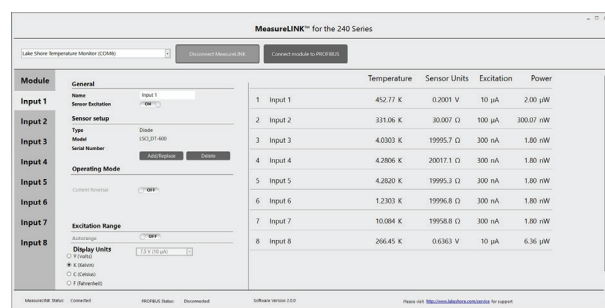 MeasureLINK™ for the 240 Series
Lake Shore Temperature Monitor (COM6)
Disconnect MeasureLINK
Connect module to PROFIBUS
Module
Input 1
Input 2
Input 3
Input 4
Input 5
Input 6
Input 7
Input 8
General
Name Input 1
Sensor Excitation ON
Sensor setup
Type Diode
Model LSCI_DT-600
Serial Number
Add/Replace Delete
Operating Mode
Current Reversal OFF
Excitation Range
Autorange OFF
7.5 V (10 µA)
Display Units
V (Volts)
K (Kelvin)
C (Celsius)
F (Fahrenheit)
Temperature Sensor Units Excitation Power
1 Input 1 452.77 K 0.2001 V 10 µA 2.00 µW
2 Input 2 331.06 K 30.007 Ω 100 µA 300.07 nW
3 Input 3 4.0303 K 19995.7 Ω 300 nA 1.80 nW
4 Input 4 4.2806 K 20017.1 Ω 300 nA 1.80 nW
5 Input 5 4.2820 K 19995.3 Ω 300 nA 1.80 nW
6 Input 6 1.2303 K 19996.8 Ω 300 nA 1.80 nW
7 Input 7 10.084 K 19958.8 Ω 300 nA 1.80 nW
8 Input 8 266.45 K 0.6363 V 10 µA 6.36 µW
MeasureLINK Status: Connected PROFIBUS Status: Disconnected Software Version 2.0.0 Please visit http://www.lakeshore.com/service for support